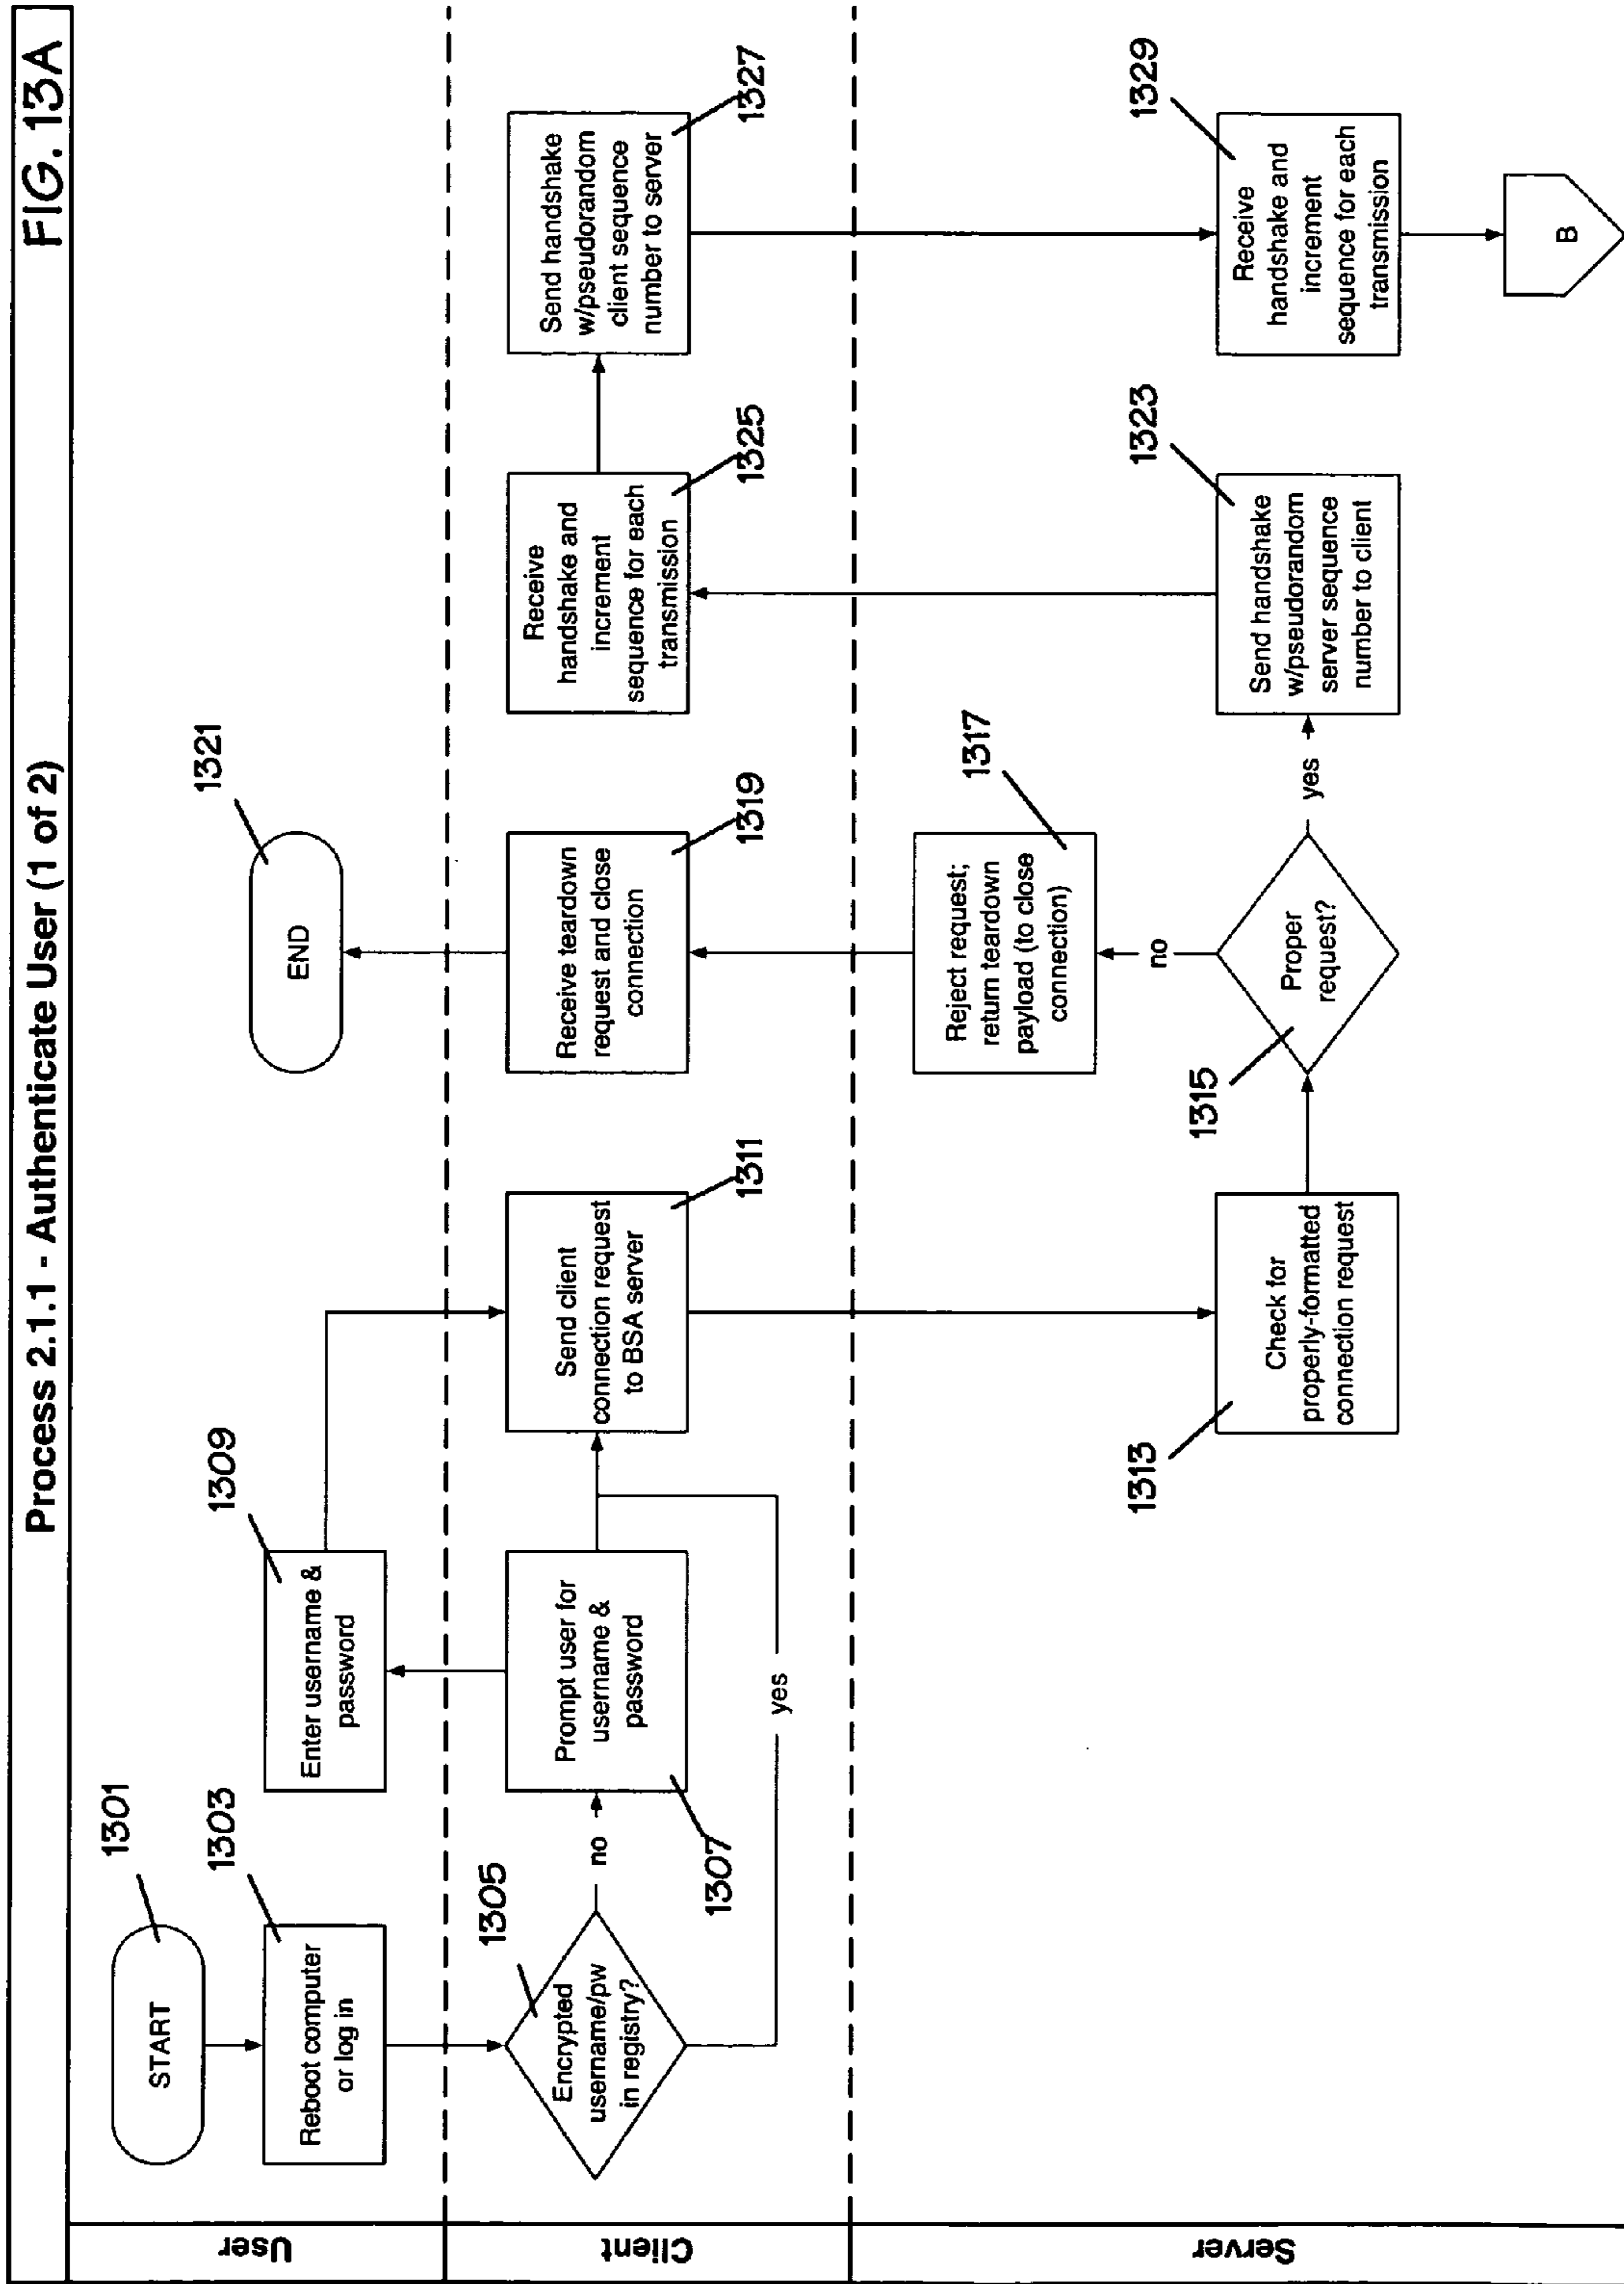 Process 2.1.1 - Authenticate User (1 of 2)
FIG. 13A
User
1301
START
1303
Reboot computer
or log in
1309
Enter username &
password
1321
END
Client
1305
Encrypted
username/pw
in registry?
no
yes
1307
Prompt user for
username &
password
1311
Send client
connection request
to BSA server
1319
Receive teardown
request and close
connection
1325
Receive
handshake and
increment
sequence for each
transmission
1327
Send handshake
w/pseudorandom
client sequence
number to server
Server
1313
Check for
properly-formatted
connection request
1315
Proper
request?
no
yes
1317
Reject request;
return teardown
payload (to close
connection)
1323
Send handshake
w/pseudorandom
server sequence
number to client
1329
Receive
handshake and
increment
sequence for each
transmission
B